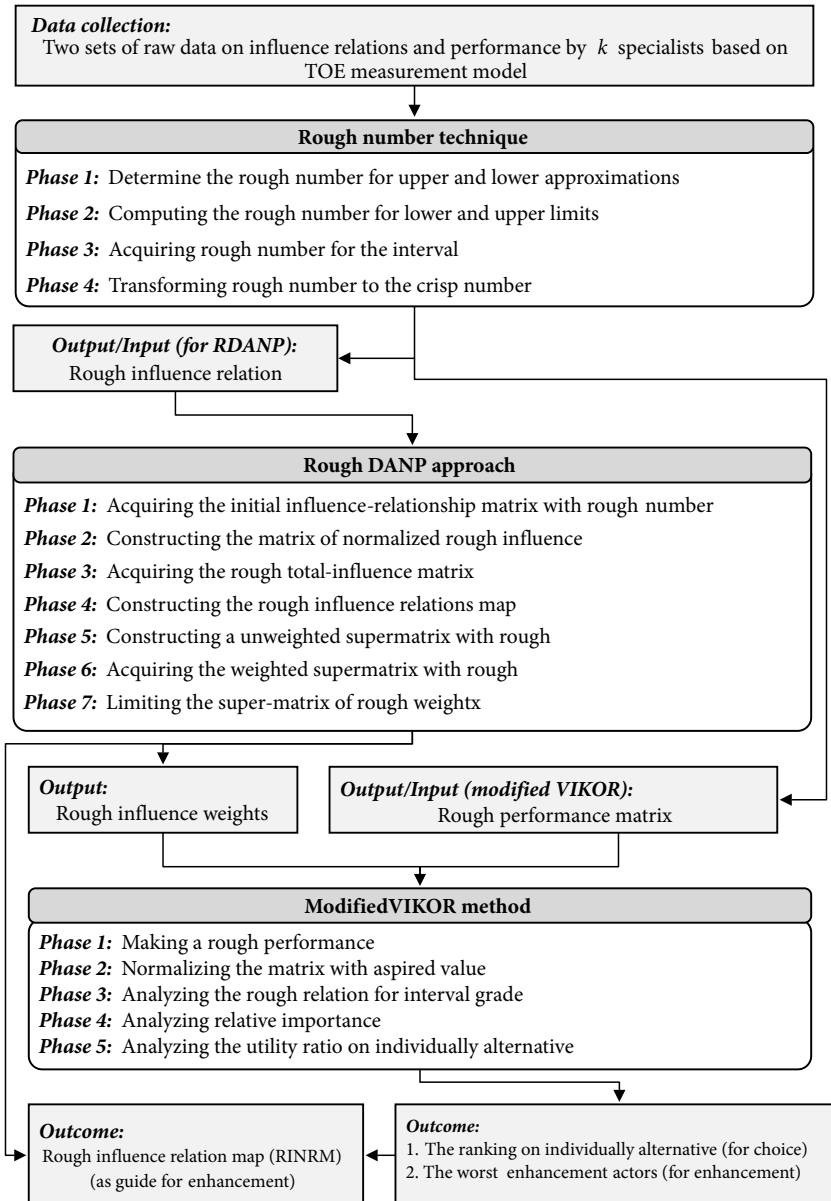 Data collection:
Two sets of raw data on influence relations and performance by k specialists based on
TOE measurement model
Rough number technique
Phase 1: Determine the rough number for upper and lower approximations
Phase 2: Computing the rough number for lower and upper limits
Phase 3: Acquiring rough number for the interval
Phase 4: Transforming rough number to the crisp number
Output/Input (for RDANP):
Rough influence relation
Rough DANP approach
Phase 1: Acquiring the initial influence-relationship matrix with rough number
Phase 2: Constructing the matrix of normalized rough influence
Phase 3: Acquiring the rough total-influence matrix
Phase 4: Constructing the rough influence relations map
Phase 5: Constructing a unweighted supermatrix with rough
Phase 6: Acquiring the weighted supermatrix with rough
Phase 7: Limiting the super-matrix of rough weightx
Output:
Rough influence weights
Output/Input (modified VIKOR):
Rough performance matrix
ModifiedVIKOR method
Phase 1: Making a rough performance
Phase 2: Normalizing the matrix with aspired value
Phase 3: Analyzing the rough relation for interval grade
Phase 4: Analyzing relative importance
Phase 5: Analyzing the utility ratio on individually alternative
Outcome:
Rough influence relation map (RINRM)
(as guide for enhancement)
Outcome:
1. The ranking on individually alternative (for choice)
2. The worst enhancement actors (for enhancement)